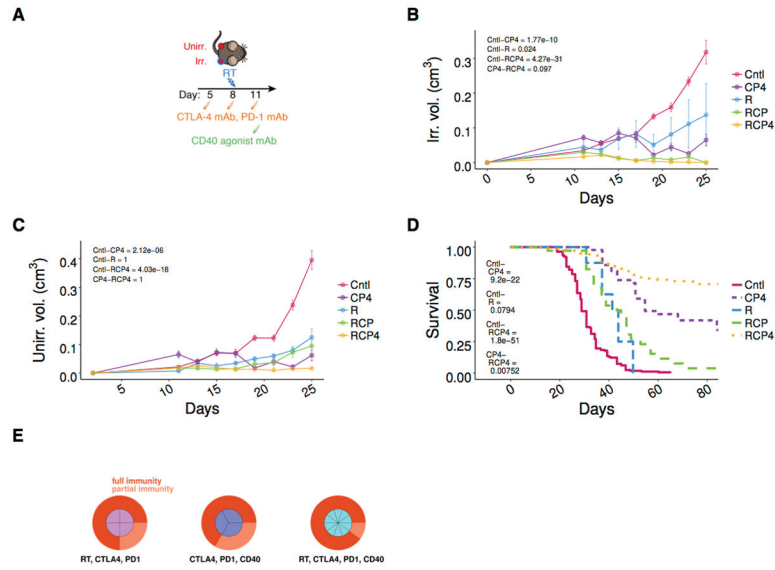 A
Unirr.
Irr.
RT
Day: 5 8 11
CTLA-4 mAb, PD-1 mAb
CD40 agonist mAb
B
Cntl-CP4 = 1.77e-10
Cntl-R = 0.024
Cntl-RCP4 = 4.27e-31
CP4-RCP4 = 0.097
Irr. vol. (cm3)
0.3
0.2
0.1
0.0
0
5
10
15
20
25
Days
Cntl
CP4
R
RCP
RCP4
C
Cntl-CP4 = 2.12e-06
Cntl-R = 1
Cntl-RCP4 = 4.03e-18
CP4-RCP4 = 1
Unirr. vol. (cm3)
0.4
0.3
0.2
0.1
0.0
5
10
15
20
25
Days
Cntl
CP4
R
RCP
RCP4
D
Survival
1.00
0.75
0.50
0.25
0.00
Cntl-
CP4 =
9.2e-22
Cntl-
R =
0.0794
Cntl-
RCP4 =
1.8e-51
CP4-
RCP4 =
0.00752
0 20 40 60 80
Days
Cntl
CP4
R
RCP
RCP4
E
full immunity
partial immunity
RT, CTLA4, PD1
CTLA4, PD1, CD40
RT, CTLA4, PD1, CD40